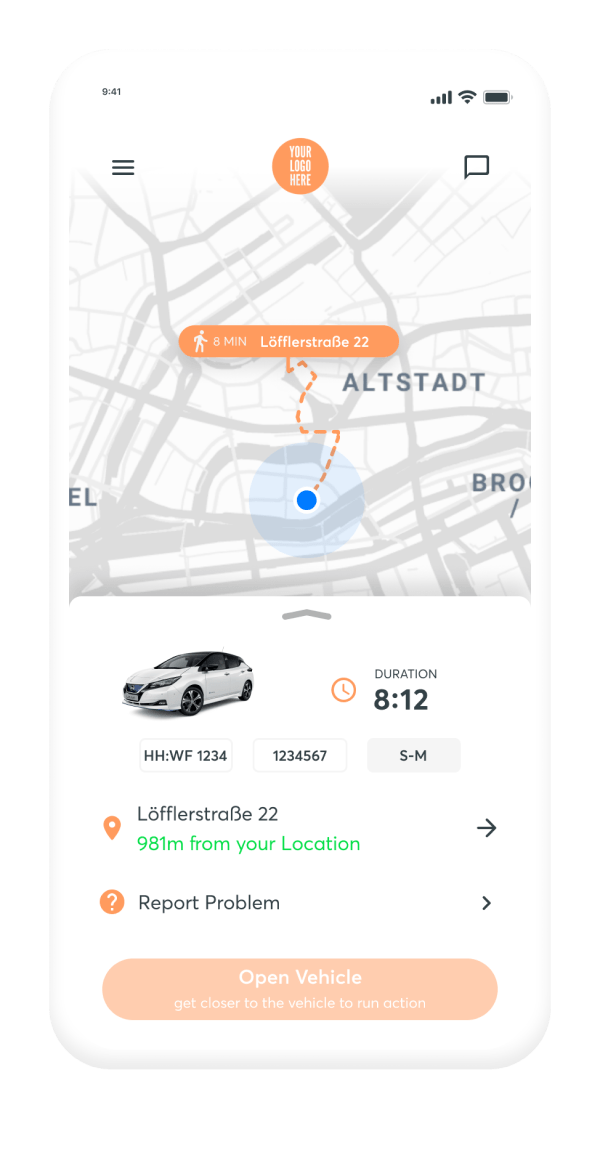 9:41
YOUR
LOGO
HERE
8 MIN Löfflerstraße 22
ALTSTADT
EL
BRO
/
DURATION
8:12
HH:WF 1234 1234567 S-M
Löfflerstraße 22
981m from your Location
? Report Problem
Open Vehicle
get closer to the vehicle to run action